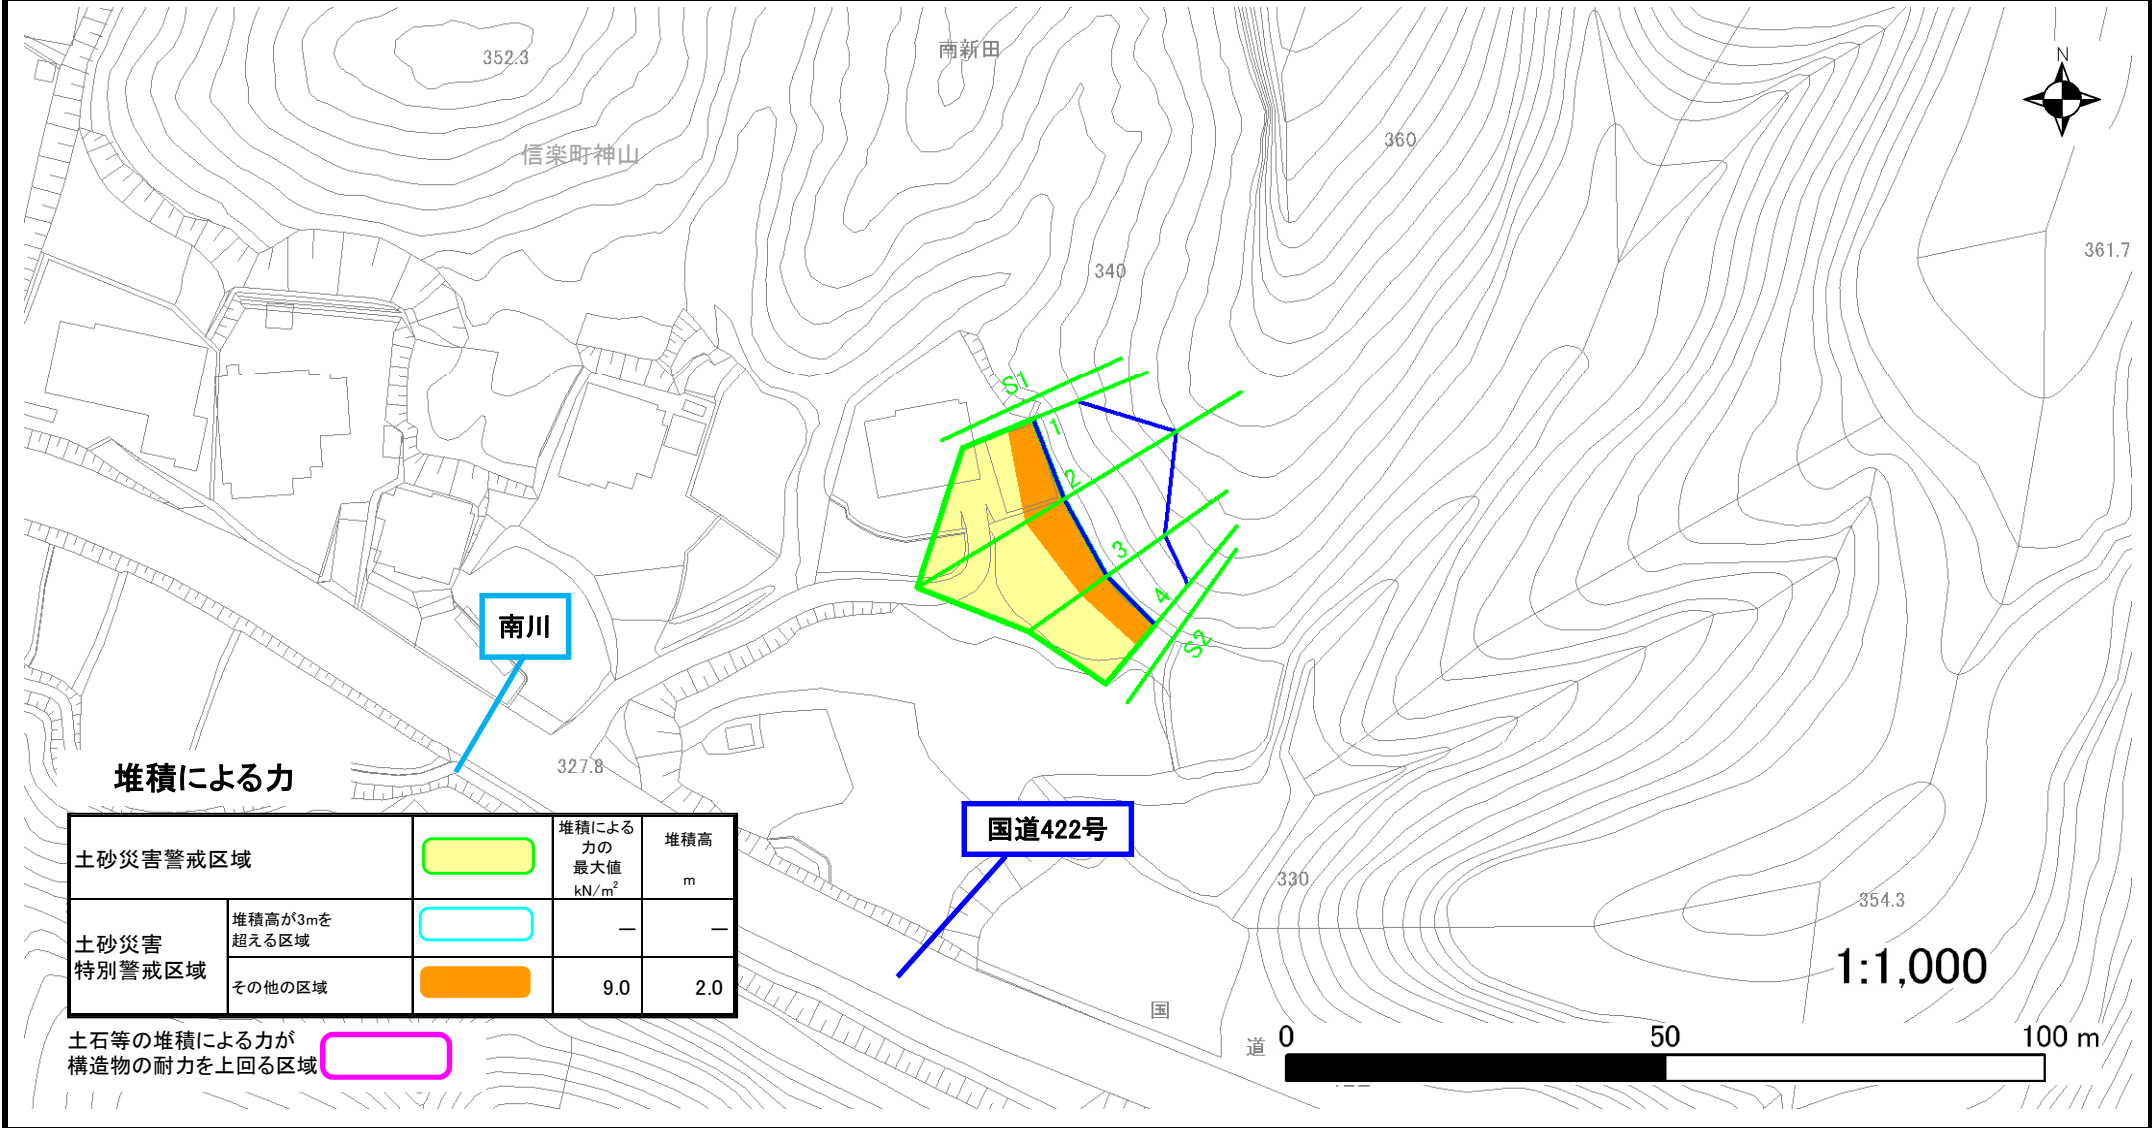 352.3
南新田
N
信楽町神山
360
361.7
340
S1
1
2
3
4
S2
南川
327.8
堆積による力
土砂災害警戒区域
堆積による
力の
最大値
kN/m²
堆積高
m
土砂災害
特別警戒区域
堆積高が3mを
超える区域
—
—
その他の区域
9.0
2.0
土石等の堆積による力が
構造物の耐力を上回る区域
国道422号
330
354.3
1:1,000
国
道
0
50
100 m